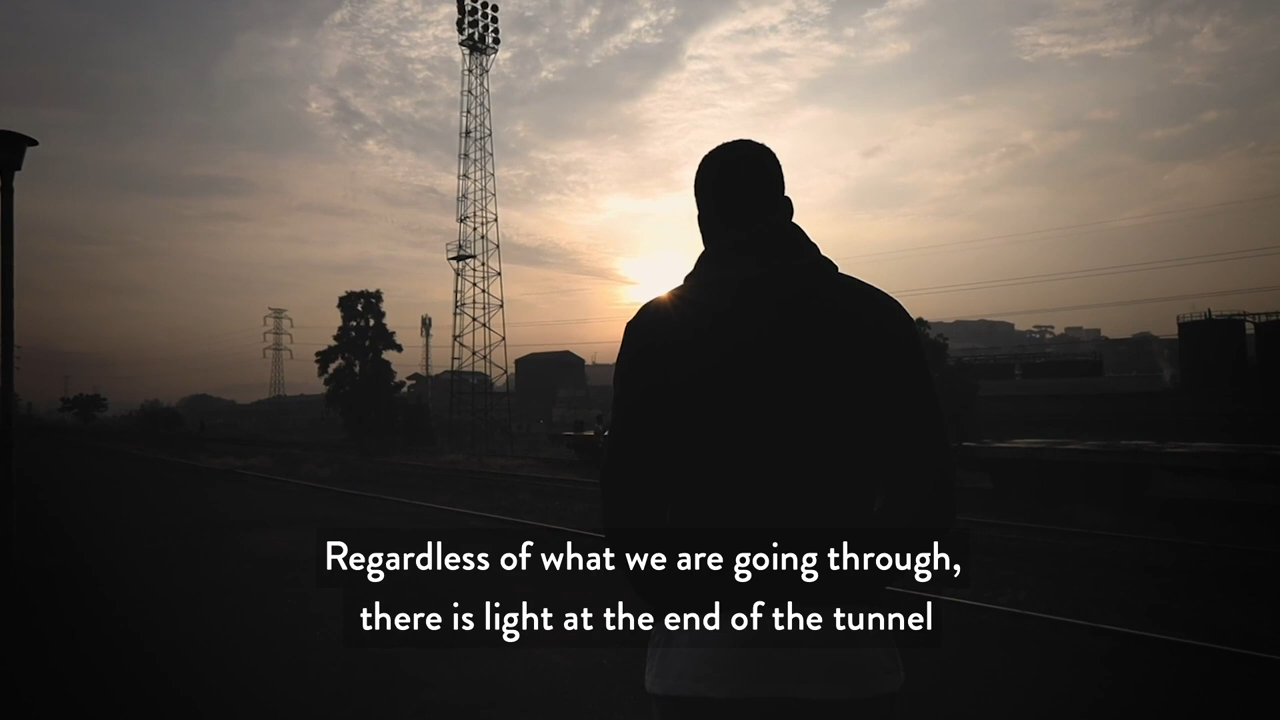 Regardless of what we are going through,
there is light at the end of the tunnel